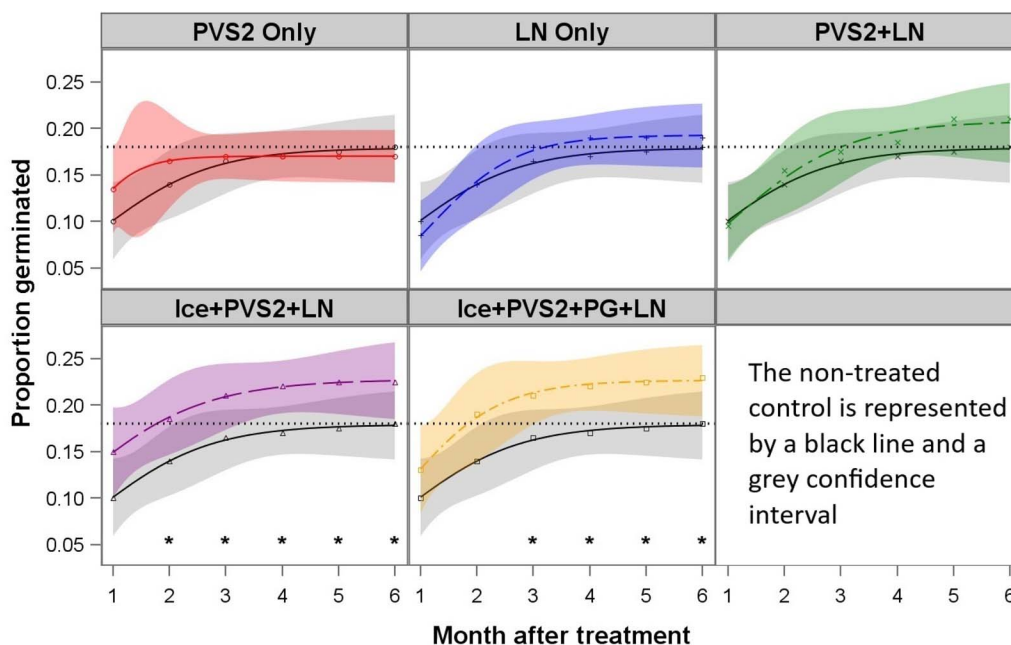 PVS2 Only
LN Only
PVS2+LN
0.25
0.20
0.15
0.10
0.05
Ice+PVS2+LN
Ice+PVS2+PG+LN
0.25
0.20
0.15
0.10
0.05
Proportion germinated
* * * * *
* * * *
The non-treated
control is represented
by a black line and a
grey confidence
interval
1 2 3 4 5 6
1 2 3 4 5 6
1 2 3 4 5 6
Month after treatment